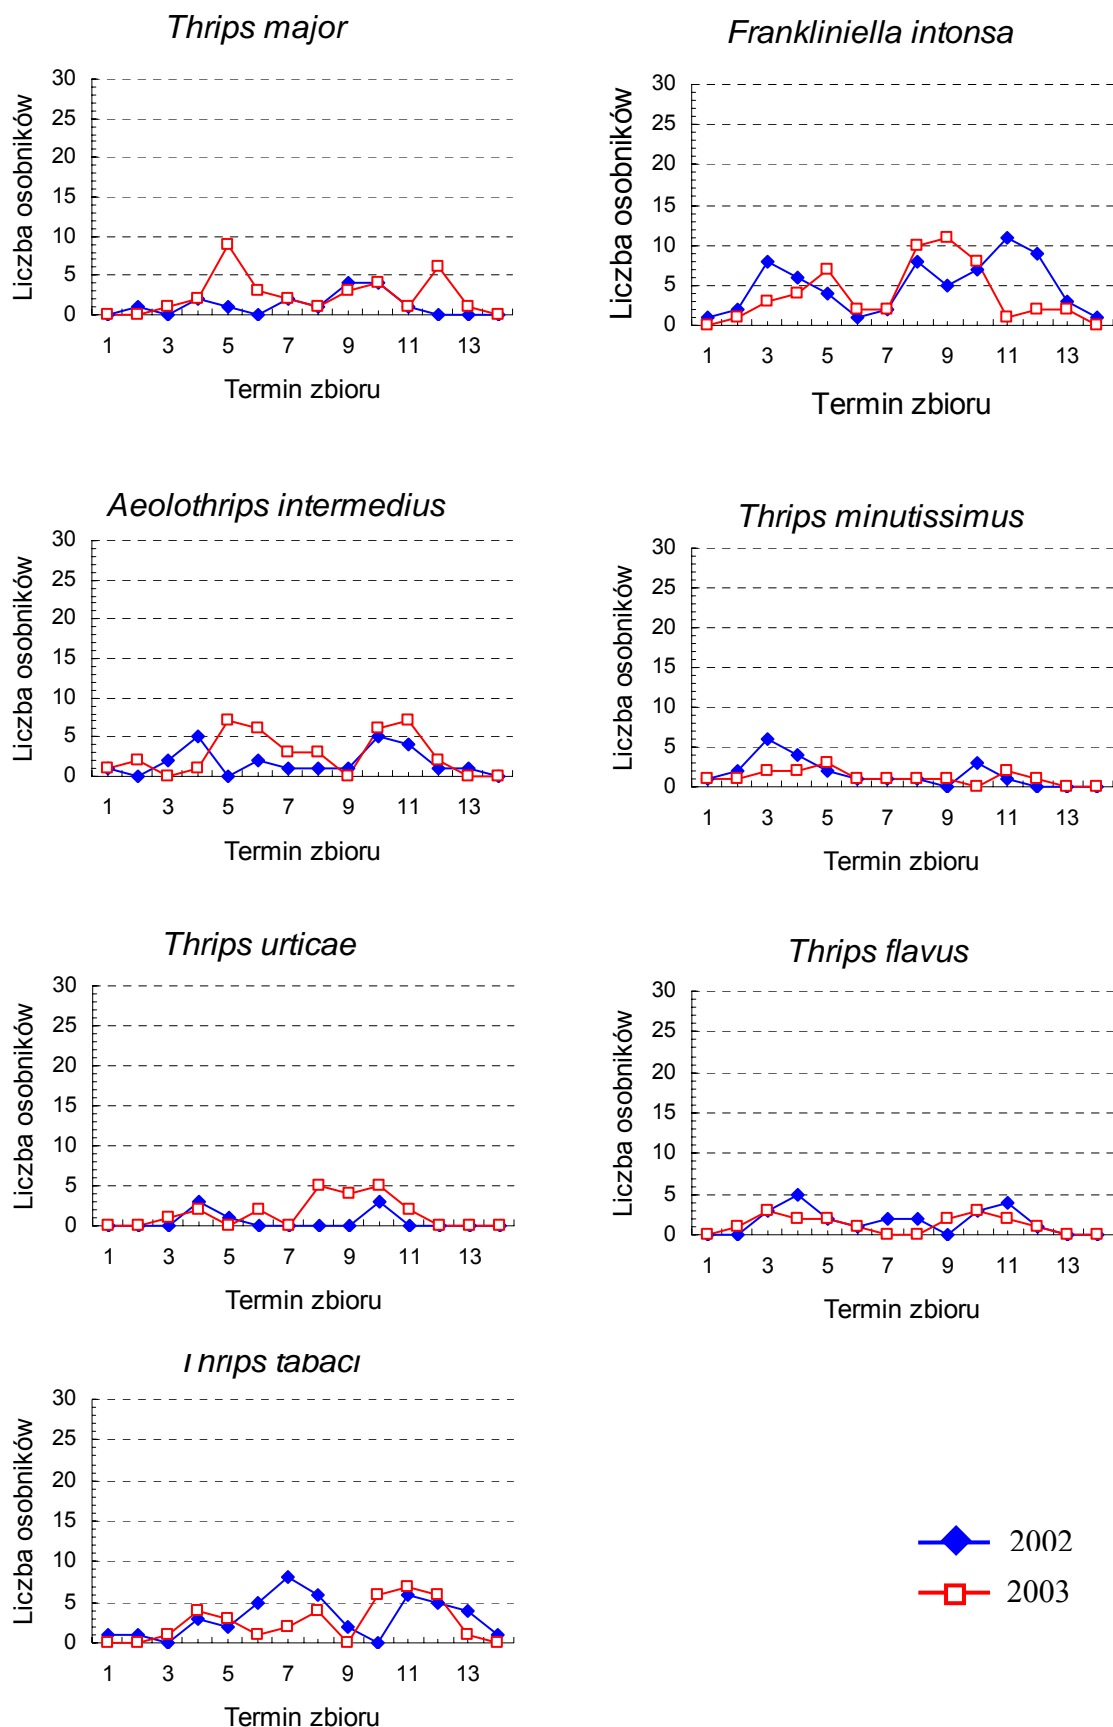 Thrips major
Liczba osobników
30
25
20
15
10
5
0
1 3 5 7 9 11 13
Termin zbioru
Frankliniella intonsa
Liczba osobników
30
25
20
15
10
5
0
1 3 5 7 9 11 13
Termin zbioru
Aeolothrips intermedius
Liczba osobników
30
25
20
15
10
5
0
1 3 5 7 9 11 13
Termin zbioru
Thrips minutissimus
Liczba osobników
30
25
20
15
10
5
0
1 3 5 7 9 11 13
Termin zbioru
Thrips urticae
Liczba osobników
30
25
20
15
10
5
0
1 3 5 7 9 11 13
Termin zbioru
Thrips flavus
Liczba osobników
30
25
20
15
10
5
0
1 3 5 7 9 11 13
Termin zbioru
Thrips tabaci
Liczba osobników
30
25
20
15
10
5
0
1 3 5 7 9 11 13
Termin zbioru
2002
2003